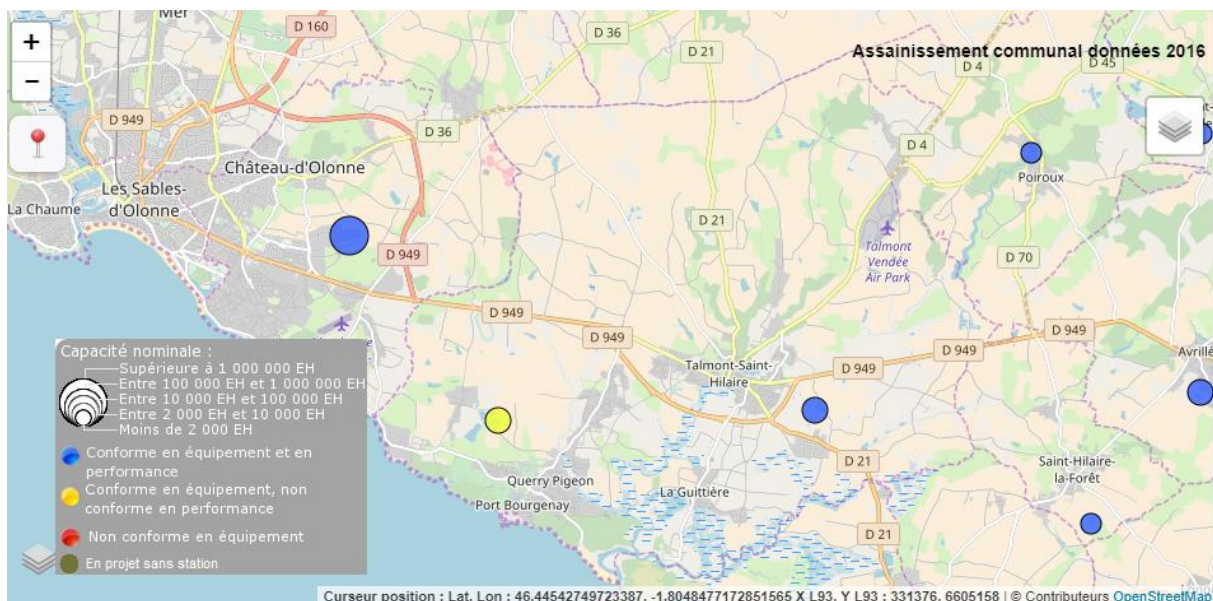 Mer
D 160
D 36
D 21
Assainissement communal données 2016
D 4
D 45
+
−
D 949
D 36
D 4
Château-d'Olonne
Poiroux
La Chaume
Les Sables-
d'Olonne
D 21
Talmont
Vendée
Air Park
D 70
D 949
D 949
D 949
D 949
D 949
D 949
Avrillé
Talmont-Saint-
Hilaire
D 949
Capacité nominale :
Supérieure à 1 000 000 EH
Entre 100 000 EH et 1 000 000 EH
Entre 10 000 EH et 100 000 EH
Entre 2 000 EH et 10 000 EH
Moins de 2 000 EH
Conforme en équipement et en
performance
Conforme en équipement, non
conforme en performance
Non conforme en équipement
En projet sans station
D 21
Saint-Hilaire-
la-Forêt
Querry Pigeon
La Guittière
Port Bourgenay
D 21
Curseur position : Lat, Lon : 46.44542749723387, -1.8048477172851565 X L93, Y L93 : 331376, 6605158 | © Contributeurs OpenStreetMap